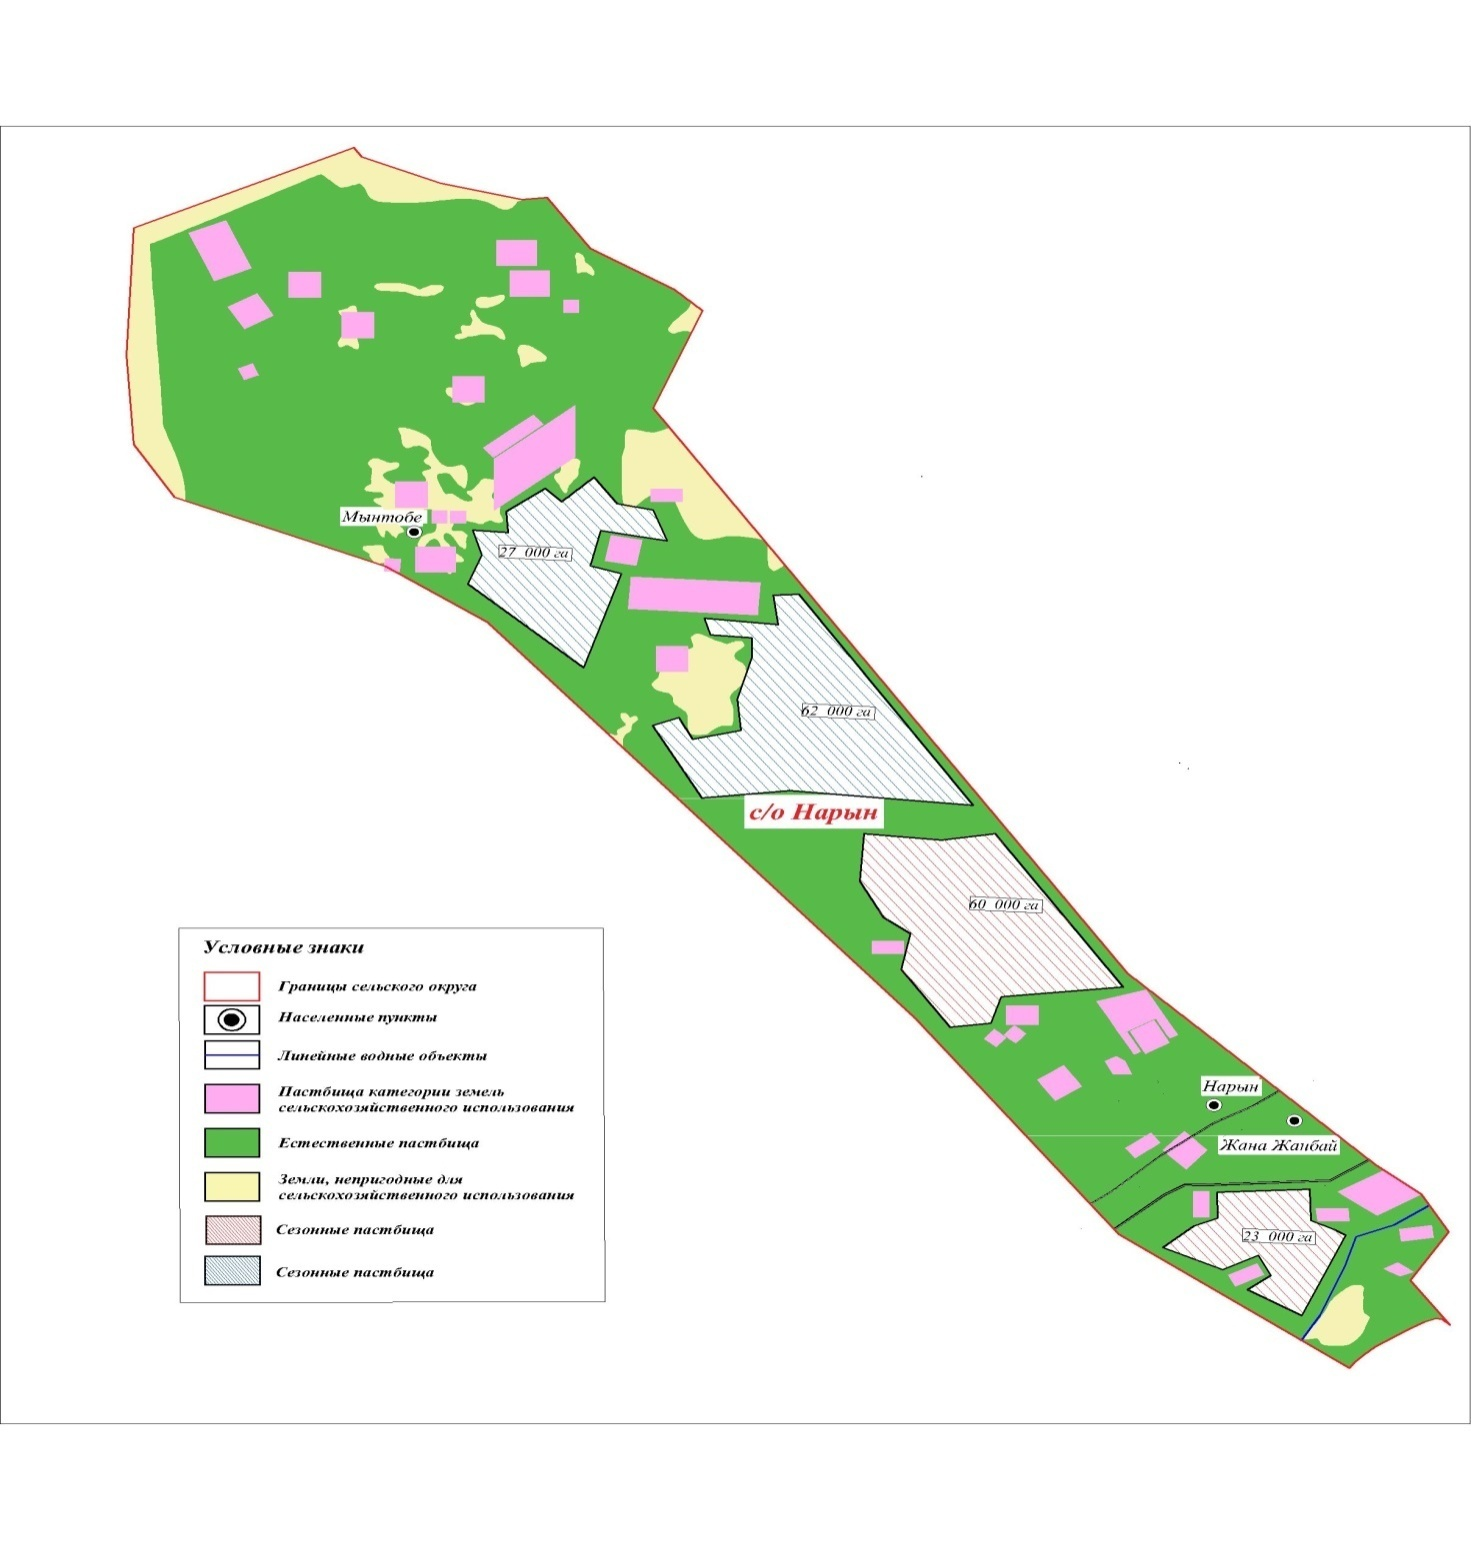 Мынтобе
27 000 га
62 000 га
с/о Нарын
60 000 га
Нарын
Жана Жанбай
23 000 га
Условные знаки
Границы сельского округа
Населенные пункты
Линейные водные объекты
Пастбища категории земель
сельскохозяйственного использования
Естественные пастбища
Земли, непригодные для
сельскохозяйственного использования
Сезонные пастбища
Сезонные пастбища